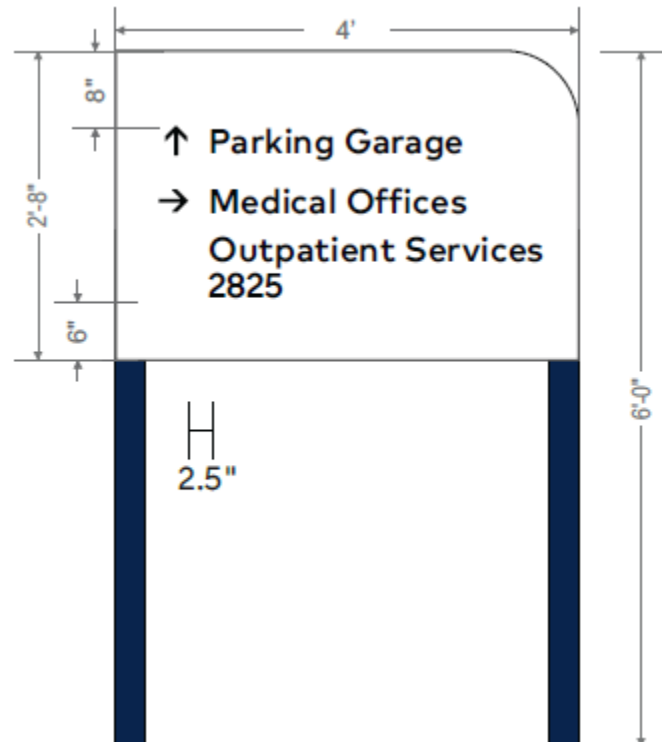 4'
8"
↑ Parking Garage
2'-8"
→ Medical Offices
Outpatient Services
2825
6"
6'-0"
2.5"